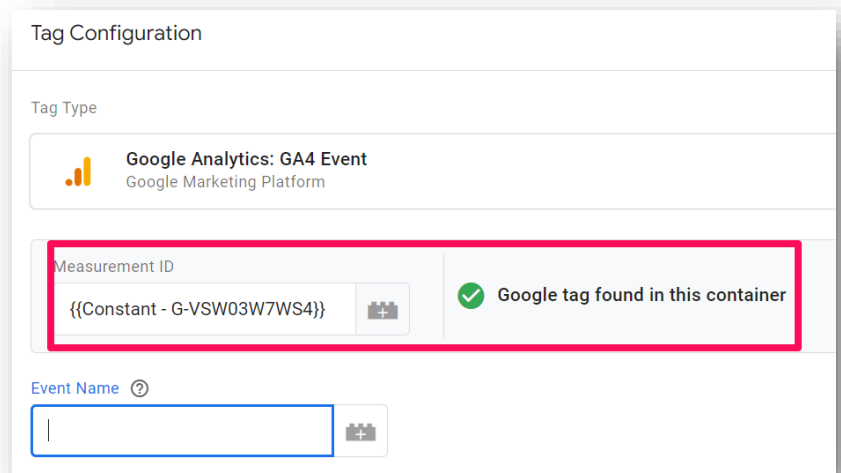 Tag Configuration
Tag Type
Google Analytics: GA4 Event
Google Marketing Platform
Measurement ID
{{Constant - G-VSW03W7WS4}}
Google tag found in this container
Event Name